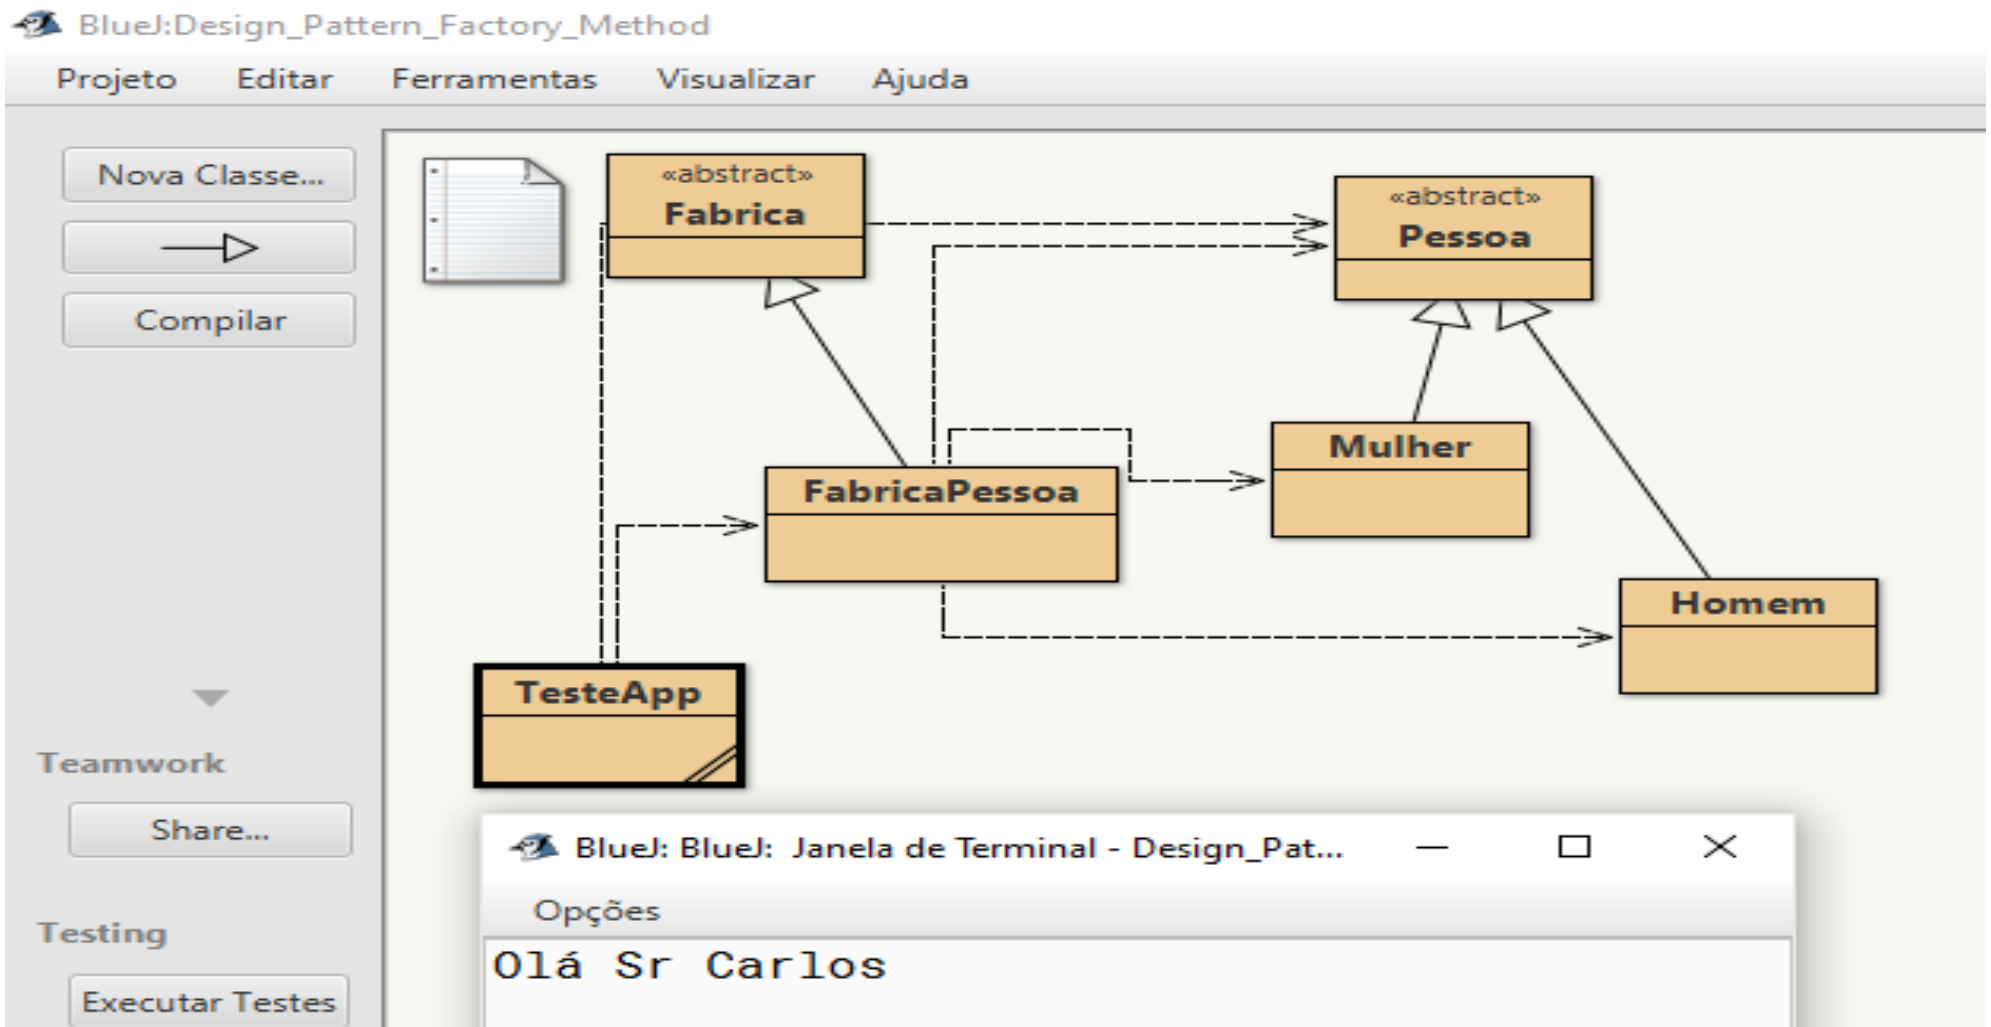 BlueJ:Design_Pattern_Factory_Method
Projeto Editar Ferramentas Visualizar Ajuda
Nova Classe...
Compilar
«abstract»
Fabrica
«abstract»
Pessoa
Mulher
FabricaPessoa
Homem
TesteApp
Teamwork
Share...
Testing
Executar Testes
BlueJ: BlueJ: Janela de Terminal - Design_Pat...
Opções
Olá Sr Carlos